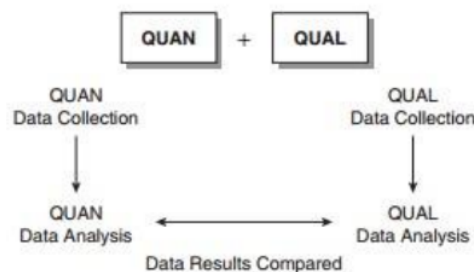 QUAN + QUAL
QUAN
Data Collection
QUAL
Data Collection
QUAN
Data Analysis
QUAL
Data Analysis
Data Results Compared